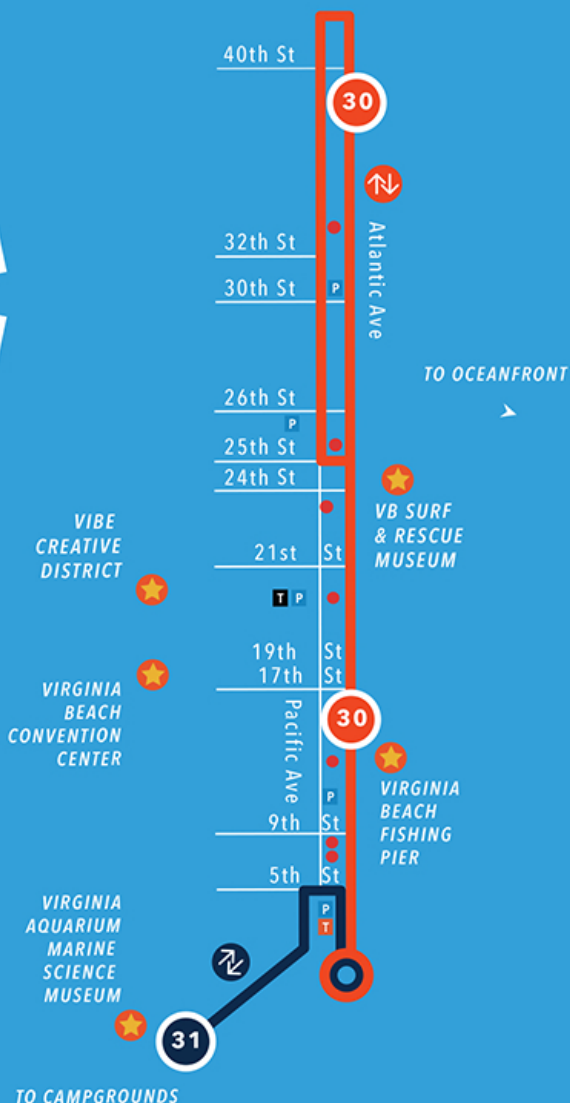 40th St
30
32th St
Atlantic Ave
30th St
P
TO OCEANFRONT
26th St
P
25th St
24th St
VB SURF
& RESCUE
MUSEUM
VIBE
CREATIVE
DISTRICT
21st St
T P
19th St
17th St
VIRGINIA
BEACH
CONVENTION
CENTER
30
Pacific Ave
VIRGINIA
BEACH
FISHING
PIER
P
9th St
5th St
P
T
VIRGINIA
AQUARIUM
MARINE
SCIENCE
MUSEUM
31
TO CAMPGROUNDS